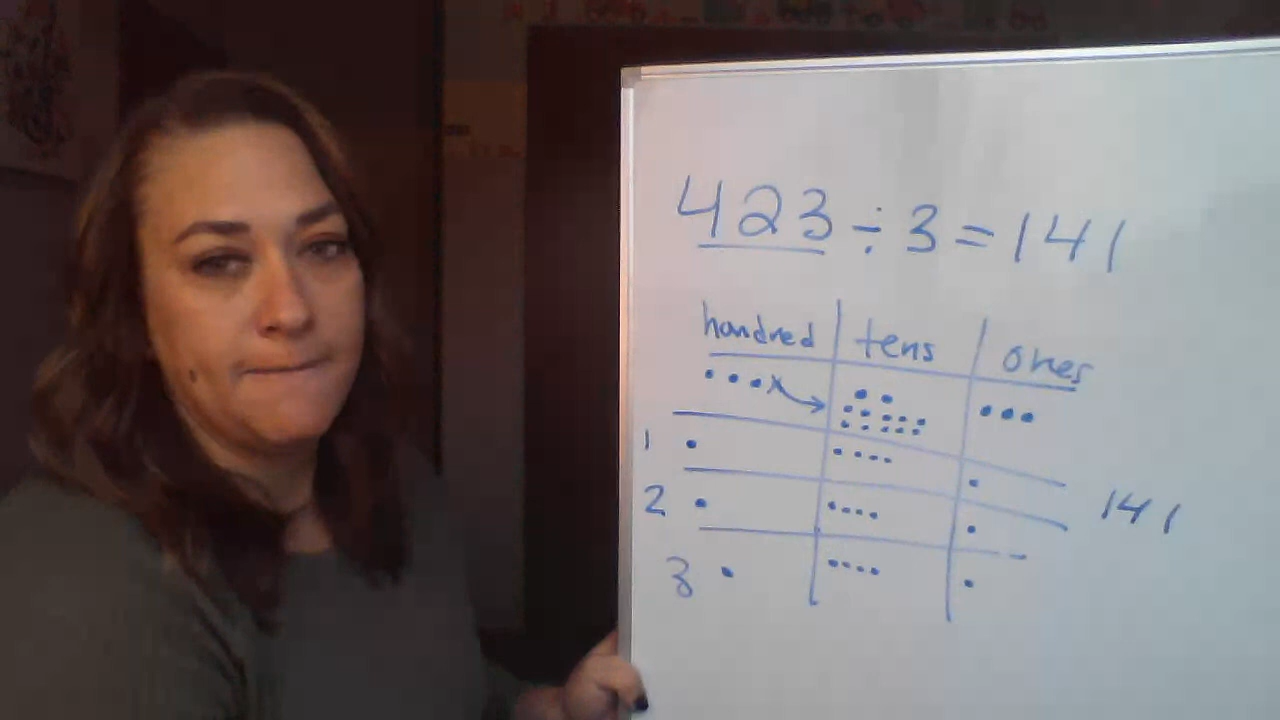 423 ÷ 3 = 141
hundred tens ones
1
2
141
3